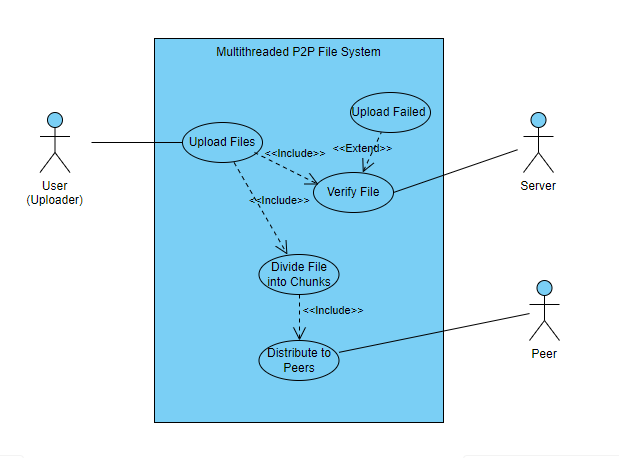 Multithreaded P2P File System
Upload Failed
Upload Files
<<Include>>
<<Extend>>
User
(Uploader)
Verify File
Server
<<Include>>
Divide File
into Chunks
<<Include>>
Distribute to
Peers
Peer